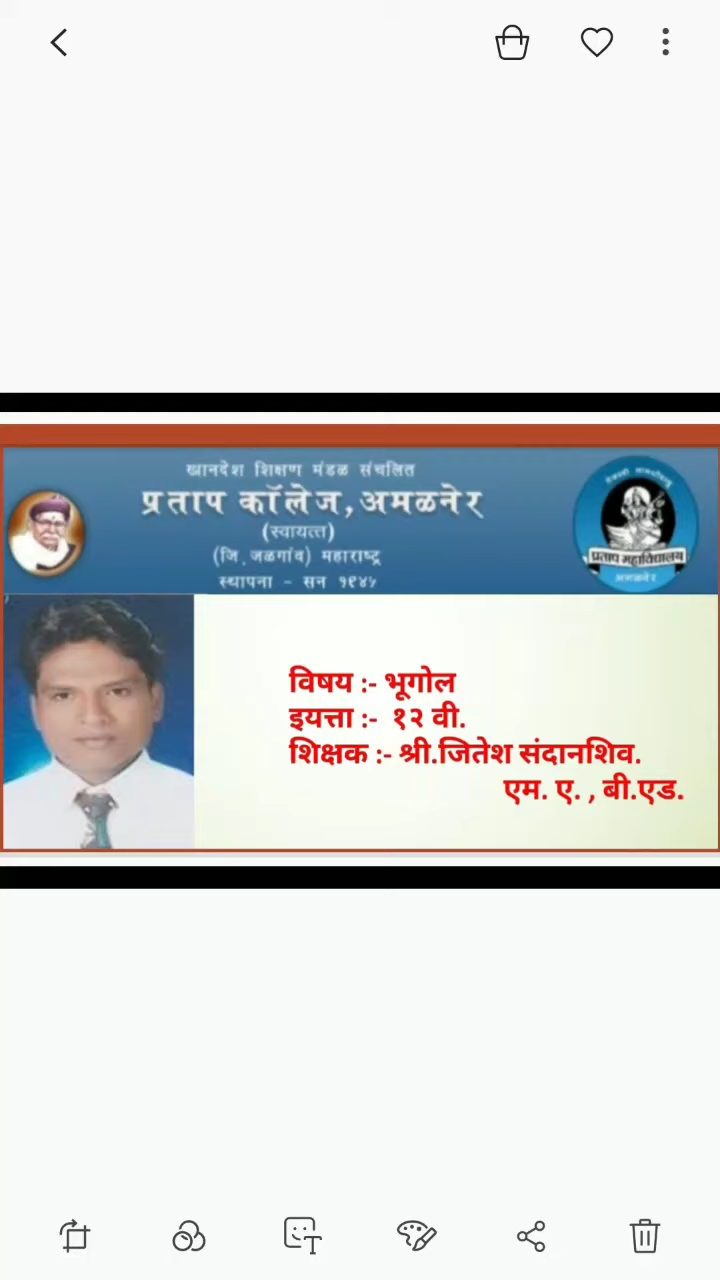 खानदेश शिक्षण मंडळ संचलित
प्रताप कॉलेज, अमळनेर
(स्वायत्त)
(जि. जळगांव) महाराष्ट्र
स्थापना - सन १९४५
प्रताप महाविद्यालय
अमळनेर
विषय :- भूगोल
इयत्ता :- १२ वी.
शिक्षक :- श्री.जितेश संदानशिव.
एम. ए. , बी.एड.